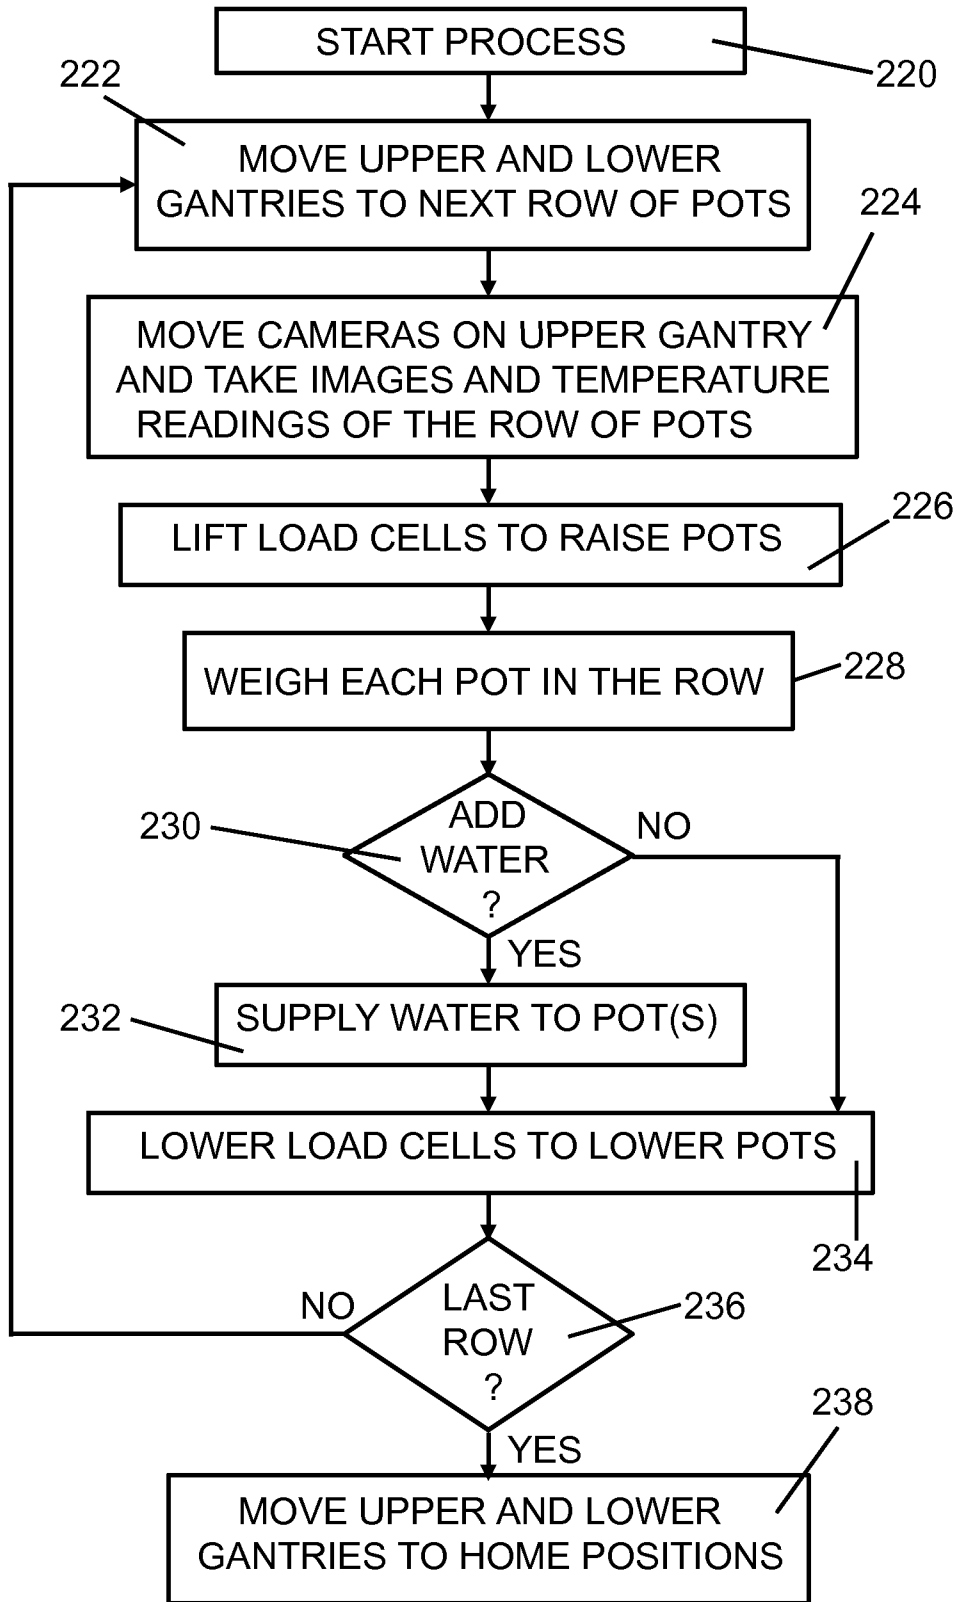 START PROCESS
220
222
MOVE UPPER AND LOWER
GANTRIES TO NEXT ROW OF POTS
224
MOVE CAMERAS ON UPPER GANTRY
AND TAKE IMAGES AND TEMPERATURE
READINGS OF THE ROW OF POTS
226
LIFT LOAD CELLS TO RAISE POTS
228
WEIGH EACH POT IN THE ROW
230
ADD
WATER
?
NO
YES
232
SUPPLY WATER TO POT(S)
LOWER LOAD CELLS TO LOWER POTS
234
NO
LAST
ROW
?
236
YES
238
MOVE UPPER AND LOWER
GANTRIES TO HOME POSITIONS